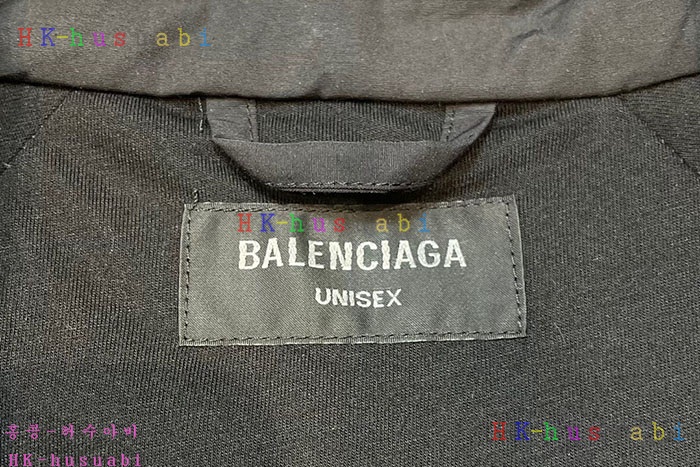 HK-hus abi
HK-hus abi
BALENCIAGA
UNISEX
홍콩-허수아비
HK-husuabi
HK-hus abi